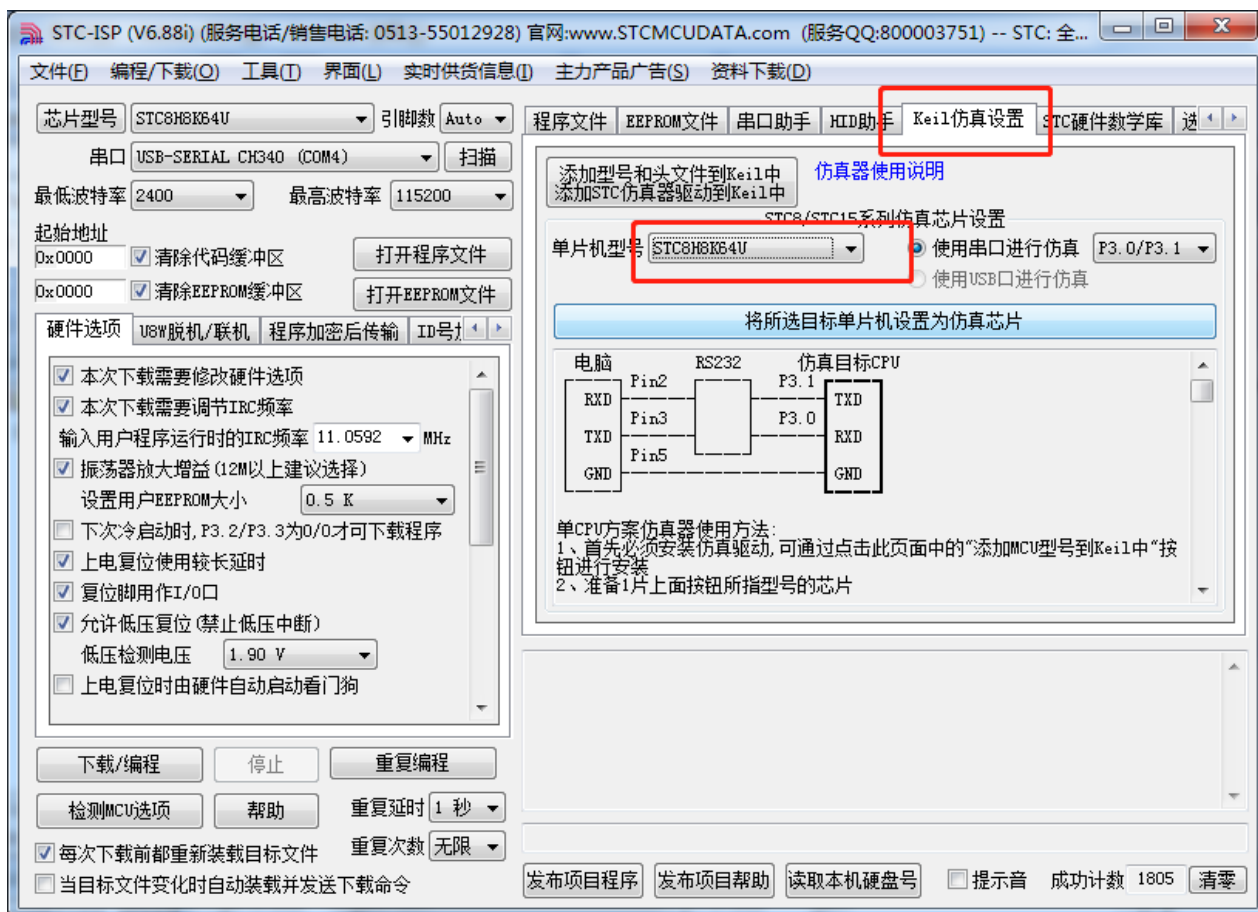 STC-ISP (V6.88i) (服务电话/销售电话: 0513-55012928) 官网:www.STCMCUDATA.com (服务QQ:800003751) -- STC: 全...
文件(F) 编程/下载(O) 工具(T) 界面(L) 实时供货信息(I) 主力产品广告(S) 资料下载(D)
芯片型号 STC8H8K64U 引脚数 Auto
串口 USB-SERIAL CH340 (COM4) 扫描
最低波特率 2400 最高波特率 115200
起始地址
0x0000 清除代码缓冲区 打开程序文件
0x0000 清除EEPROM缓冲区 打开EEPROM文件
硬件选项 U8W脱机/联机 程序加密后传输 ID号
本次下载需要修改硬件选项
本次下载需要调节IRC频率
输入用户程序运行时的IRC频率 11.0592 MHz
振荡器放大增益(12M以上建议选择)
设置用户EEPROM大小 0.5 K
下次冷启动时,P3.2/P3.3为0/0才可下载程序
上电复位使用较长延时
复位脚用作I/O口
允许低压复位(禁止低压中断)
低压检测电压 1.90 V
上电复位时由硬件自动启动看门狗
下载/编程 停止 重复编程
检测MCU选项 帮助 重复延时 1 秒
每次下载前都重新装载目标文件 重复次数 无限
当目标文件变化时自动装载并发送下载命令
程序文件 EEPROM文件 串口助手 HID助手 Keil仿真设置 STC硬件数学库 选
添加型号和头文件到Keil中
添加STC仿真器驱动到Keil中
仿真器使用说明
STC8/STC15系列仿真芯片设置
单片机型号 STC8H8K64U 使用串口进行仿真 P3.0/P3.1
使用USB口进行仿真
将所选目标单片机设置为仿真芯片
电脑 RS232 仿真目标CPU
RXD Pin2 P3.1 TXD
TXD Pin3 P3.0 RXD
GND Pin5 GND
单CPU方案仿真器使用方法:
1、首先必须安装仿真驱动,可通过点击此页面中的"添加MCU型号到Keil中"按
钮进行安装
2、准备1片上面按钮所指型号的芯片
发布项目程序 发布项目帮助 读取本机硬盘号 提示音 成功计数 1805 清零